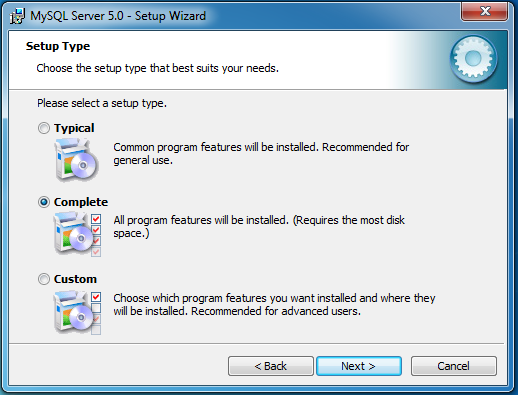 MySQL Server 5.0 - Setup Wizard
Setup Type
Choose the setup type that best suits your needs.
Please select a setup type.
Typical
Common program features will be installed. Recommended for
general use.
Complete
All program features will be installed. (Requires the most disk
space.)
Custom
Choose which program features you want installed and where they
will be installed. Recommended for advanced users.
< Back
Next >
Cancel